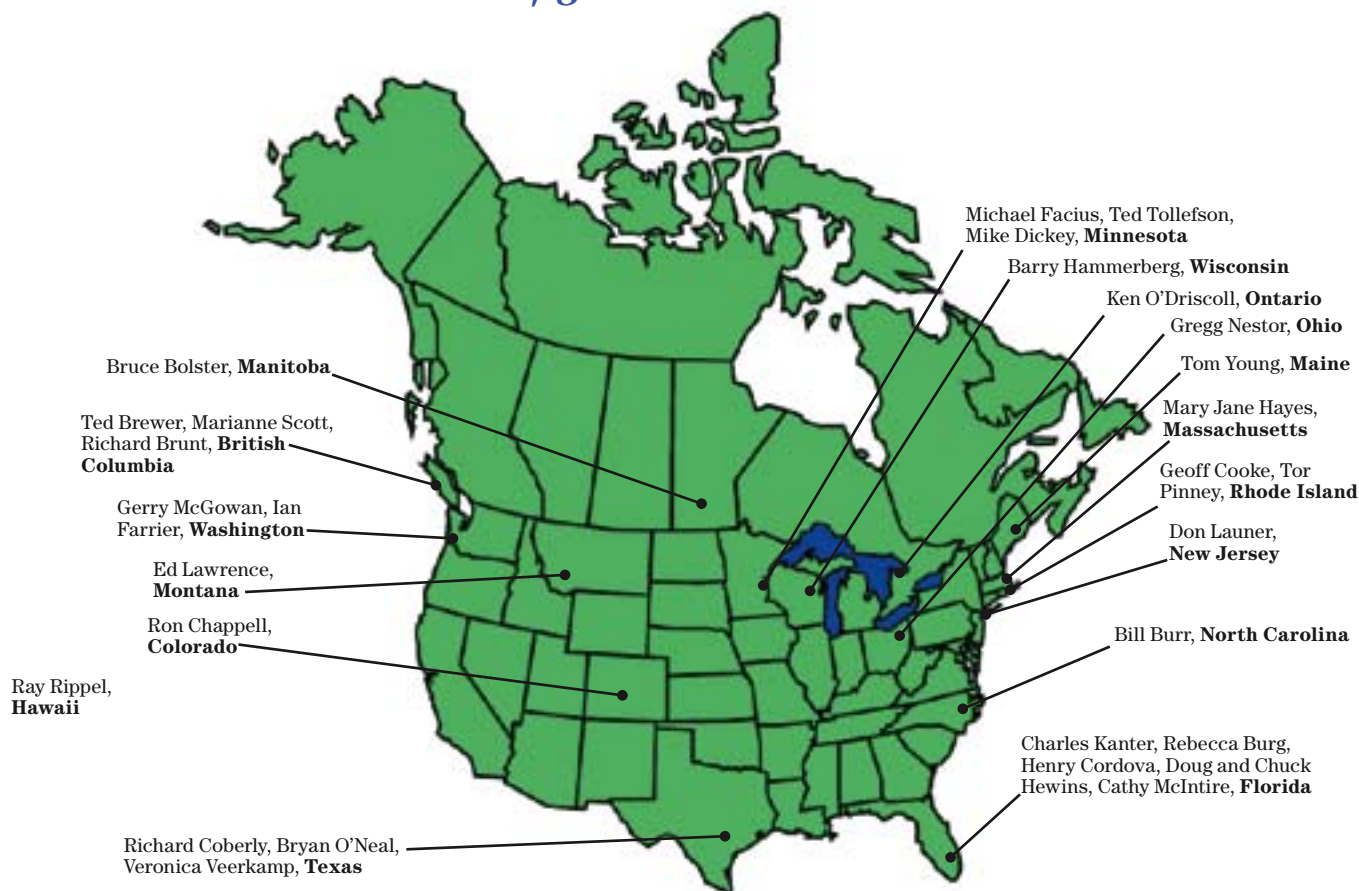 Michael Facius, Ted Tollefson,
Mike Dickey, Minnesota
Barry Hammerberg, Wisconsin
Ken O’Driscoll, Ontario
Gregg Nestor, Ohio
Tom Young, Maine
Mary Jane Hayes,
Massachusetts
Geoff Cooke, Tor
Pinney, Rhode Island
Don Launer,
New Jersey
Bill Burr, North Carolina
Charles Kanter, Rebecca Burg,
Henry Cordova, Doug and Chuck
Hewins, Cathy McIntire, Florida
Bruce Bolster, Manitoba
Ted Brewer, Marianne Scott,
Richard Brunt, British
Columbia
Gerry McGowan, Ian
Farrier, Washington
Ed Lawrence,
Montana
Ron Chappell,
Colorado
Ray Rippel,
Hawaii
Richard Coberly, Bryan O’Neal,
Veronica Veerkamp, Texas